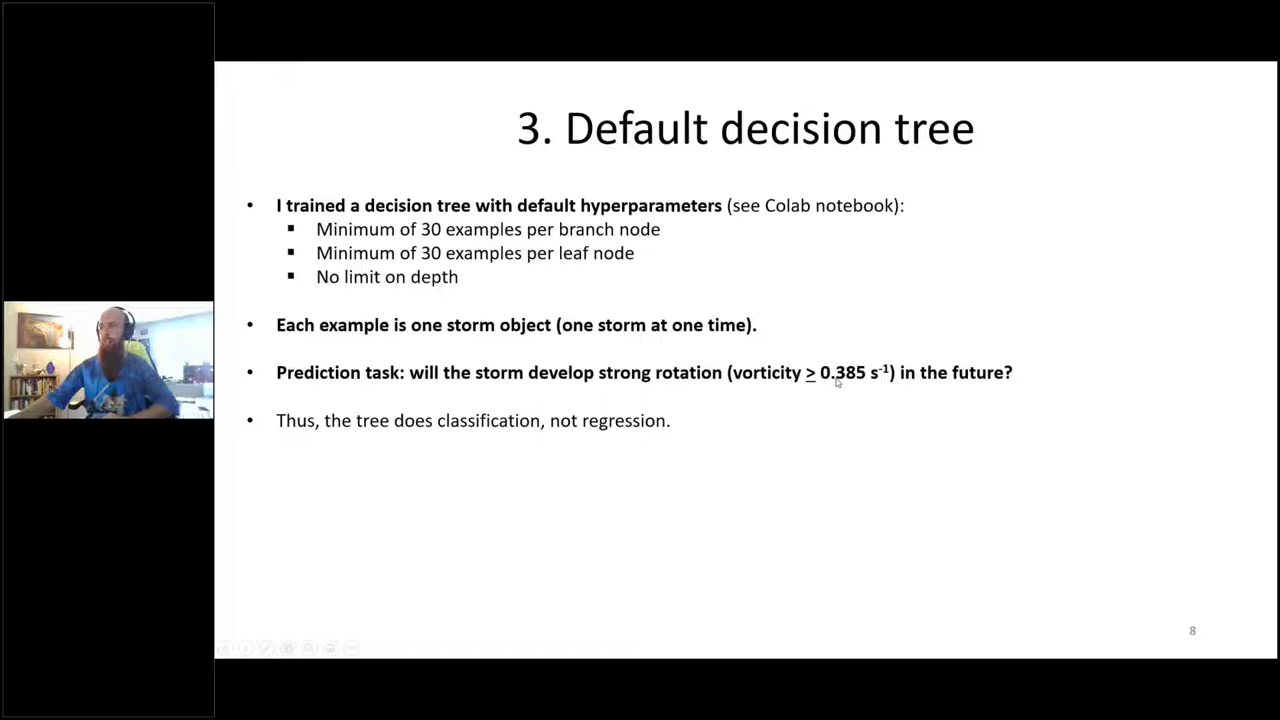 3. Default decision tree
• I trained a decision tree with default hyperparameters (see Colab notebook):
▪ Minimum of 30 examples per branch node
▪ Minimum of 30 examples per leaf node
▪ No limit on depth
• Each example is one storm object (one storm at one time).
• Prediction task: will the storm develop strong rotation (vorticity ≥ 0.385 s⁻¹) in the future?
• Thus, the tree does classification, not regression.
8